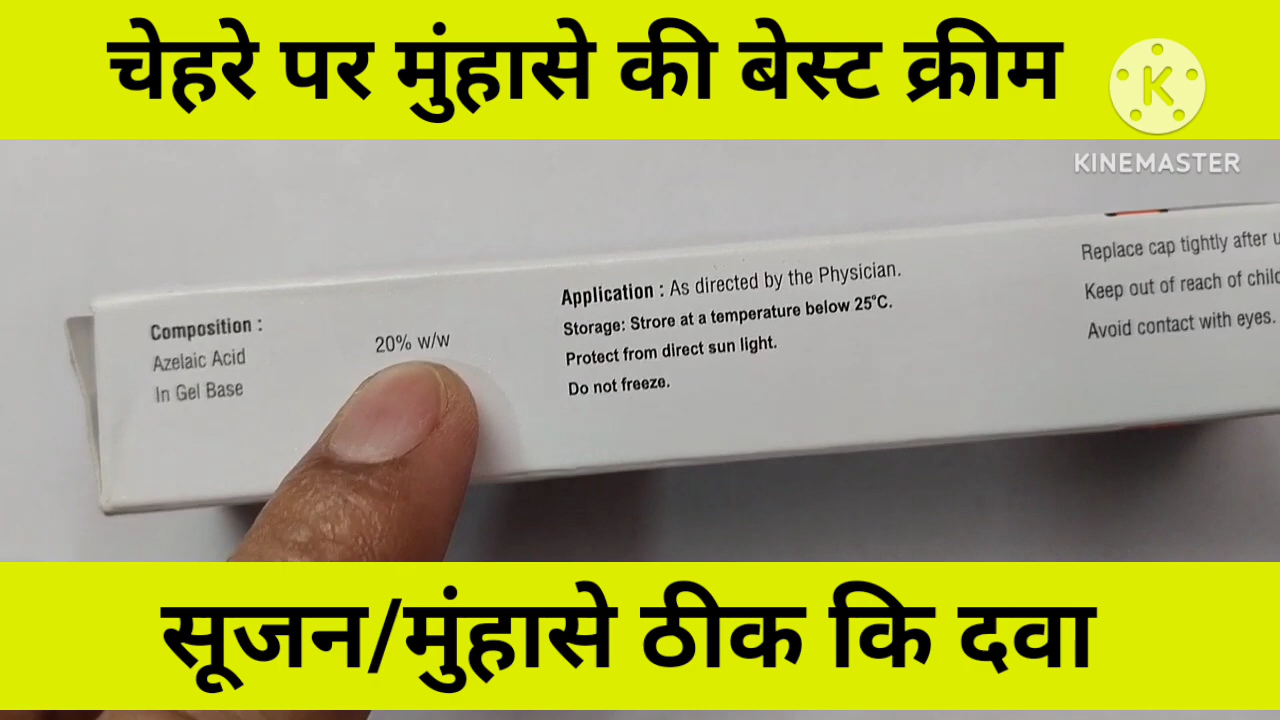 चेहरे पर मुंहासे की बेस्ट क्रीम
K
KINEMASTER
Composition :
Azelaic Acid 20% w/w
In Gel Base
Application : As directed by the Physician.
Storage: Strore at a temperature below 25°C.
Protect from direct sun light.
Do not freeze.
Replace cap tightly after
Keep out of reach of
Avoid contact with eyes.
सूजन/मुंहासे ठीक कि दवा